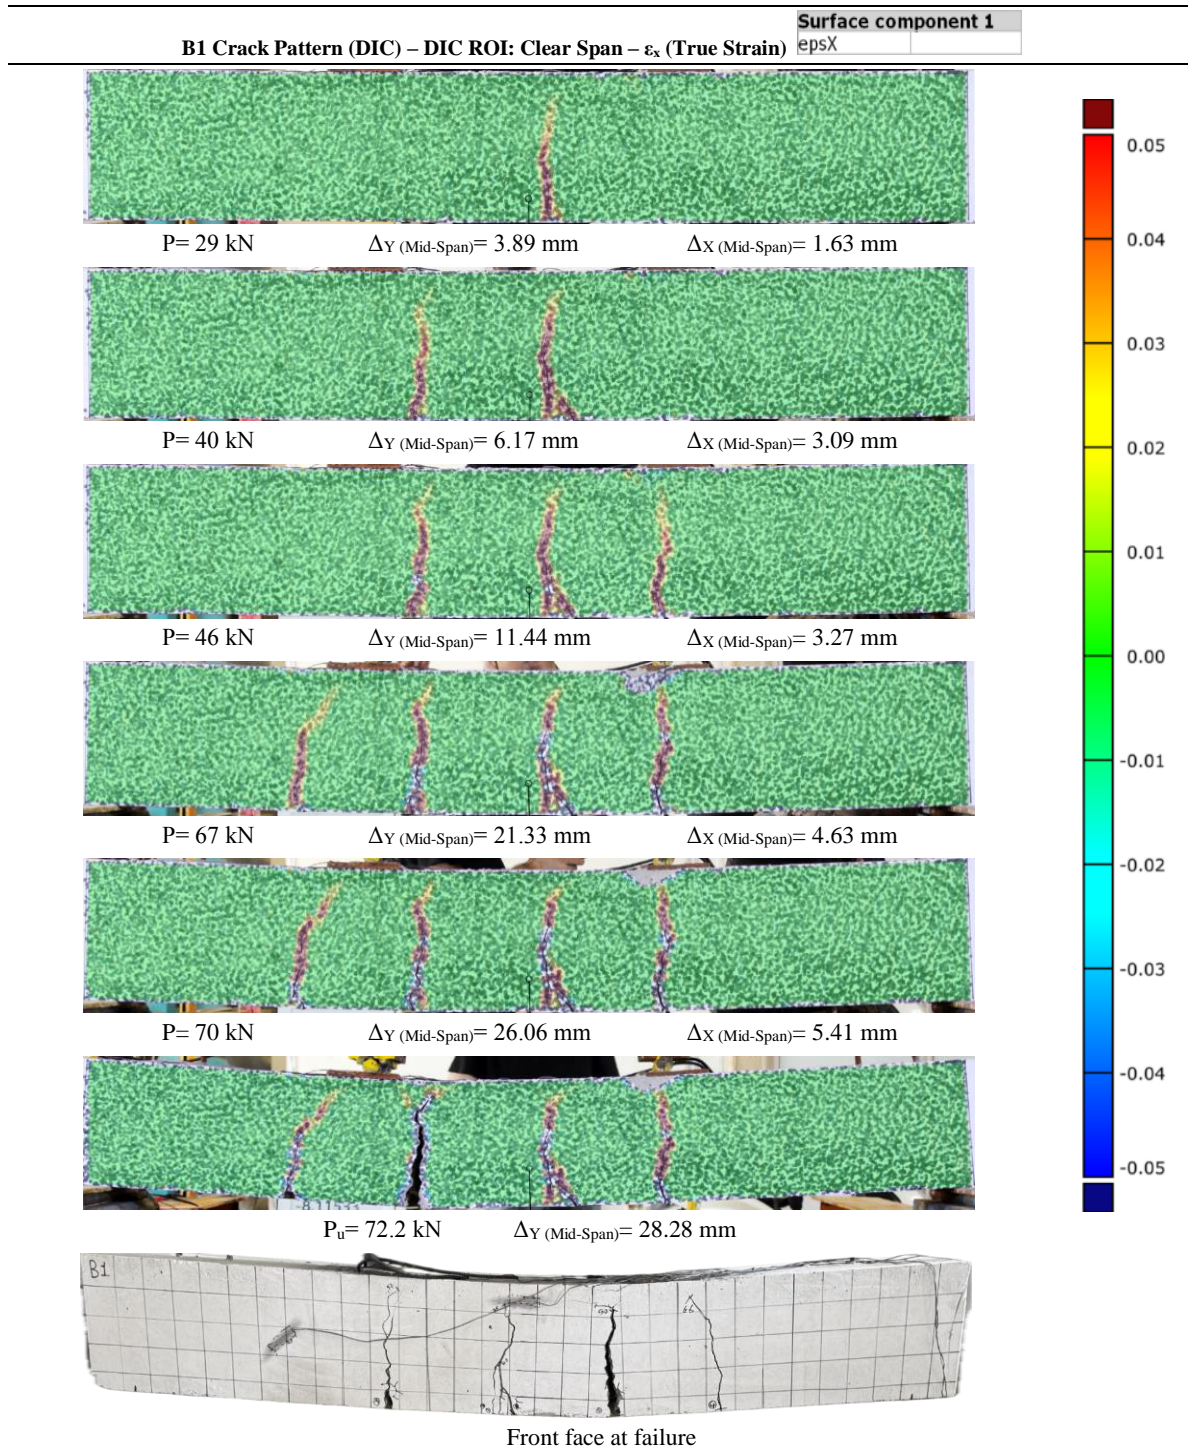 Surface component 1
B1 Crack Pattern (DIC) – DIC ROI: Clear Span – εx (True Strain) epsX
0.05
0.04
0.03
0.02
0.01
0.00
-0.01
-0.02
-0.03
-0.04
-0.05
P= 29 kN ΔY (Mid-Span)= 3.89 mm ΔX (Mid-Span)= 1.63 mm
P= 40 kN ΔY (Mid-Span)= 6.17 mm ΔX (Mid-Span)= 3.09 mm
P= 46 kN ΔY (Mid-Span)= 11.44 mm ΔX (Mid-Span)= 3.27 mm
P= 67 kN ΔY (Mid-Span)= 21.33 mm ΔX (Mid-Span)= 4.63 mm
P= 70 kN ΔY (Mid-Span)= 26.06 mm ΔX (Mid-Span)= 5.41 mm
Pu= 72.2 kN ΔY (Mid-Span)= 28.28 mm
B1
Front face at failure